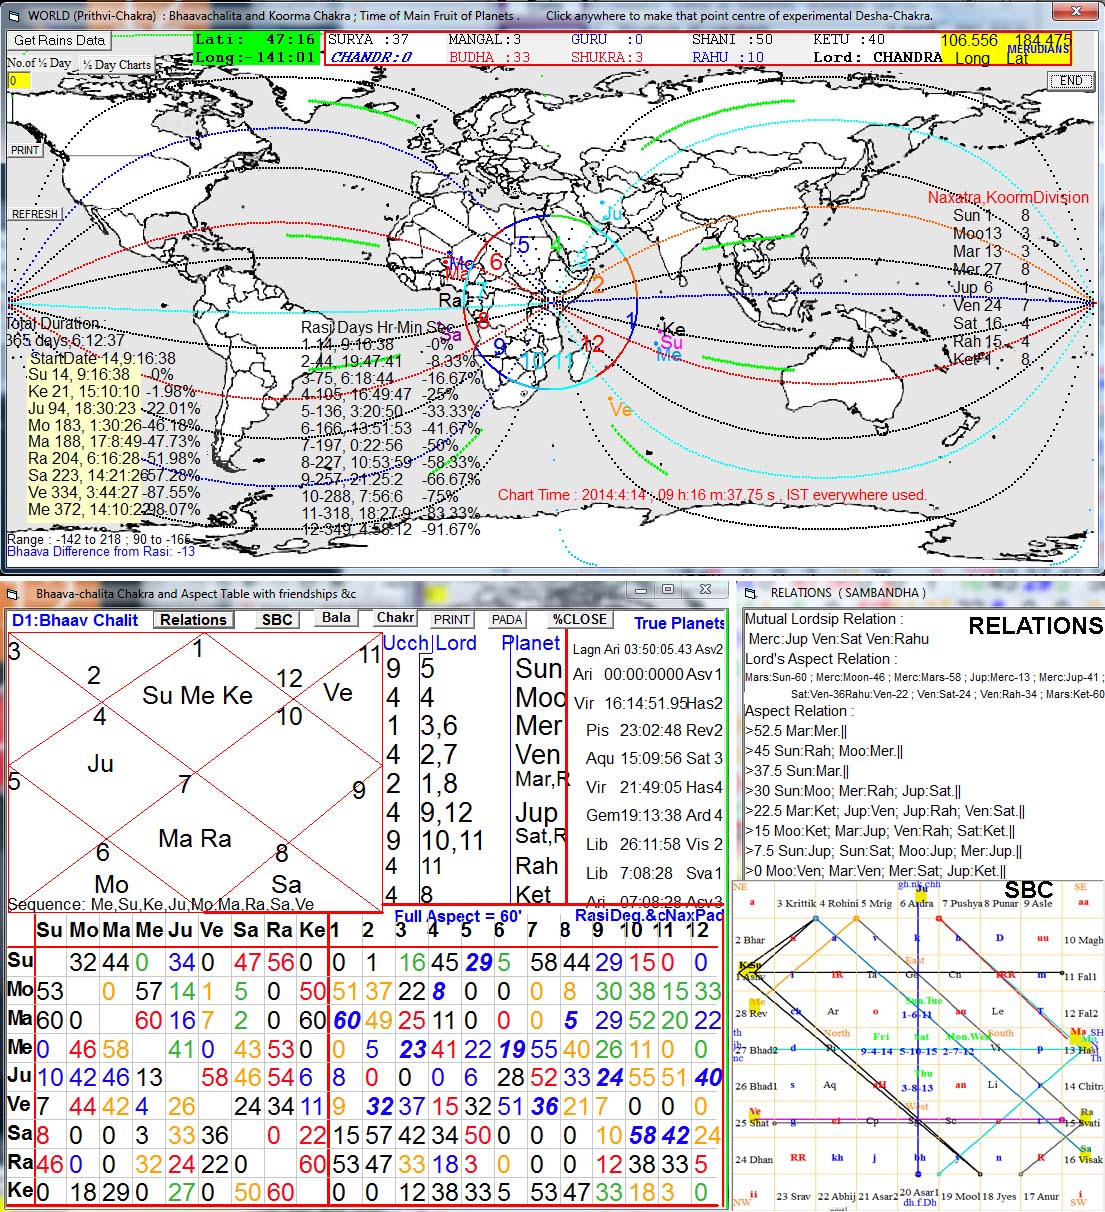 WORLD (Prithvi-Chakra) : Bhaavachalita and Koorma Chakra ; Time of Main Fruit of Planets . Click anywhere to make that point centre of experimental Desha-Chakra.
Get Rains Data
Lati: 47:16
Long:-141:01
SURYA :37 MANGAL:3 GURU :0 SHANI :50 KETU :40
CHANDR:0 BUDHA :33 SHUKRA:3 RAHU :10 Lord: CHANDRA
106.556 184.475
MERUDIANS
Long Lat
No.of ½ Day
½ Day Charts
0
END
PRINT
REFRESH
Naxatra,KoormDivision
Sun 1 8
Moo13 3
Mar 13 3
Mer 27 8
Jup 6 1
Ven 24 7
Sat 16 4
Rah 15 4
Ket 1 8
Ju
5 4 3
6 2
7 1
8 12
9 10 11
Ra
Sa
Ke
Su
Me
Ve
Total Duration :
365 days 6:12:37
StartDate 14,9:16:38
Su 14, 9:16:38 -0%
Ke 21, 15:10:10 -1.98%
Ju 94, 18:30:23 -22.01%
Mo 183, 1:30:26-46.18%
Ma 188, 17:8:49-47.73%
Ra 204, 6:16:28-51.98%
Sa 223, 14:21:26-57.28%
Ve 334, 3:44:27 -87.55%
Me 372, 14:10:22-98.07%
Rasi Days Hr-Min Sec
1-14, 9:16:38 -0%
2-44, 19:47:41 -8.33%
3-75, 6:18:44 -16.67%
4-105, 16:49:47 -25%
5-136, 3:20:50 -33.33%
6-166, 13:51:53 -41.67%
7-197, 0:22:56 -50%
8-227, 10:53:59 -58.33%
9-257, 21:25:2 -66.67%
10-288, 7:56:6 -75%
11-318, 18:27:9 -83.33%
12-349, 4:58:12 -91.67%
Chart Time : 2014:4:14 , 09 h:16 m:37.75 s , IST everywhere used.
Range : -142 to 218 ; 90 to -165
Bhaava Difference from Rasi: -13
Bhaava-chalita Chakra and Aspect Table with friendships &c
D1:Bhaav Chalit
Relations
SBC
Bala
Chakr
PRINT
PADA
%CLOSE
True Planets
3 2 1 12 11
Su Me Ke
Ve
4 10
Ju
5 7 9
Ma Ra
6 8
Mo Sa
Sequence: Me,Su,Ke,Ju,Mo,Ma,Ra,Sa,Ve
Ucch Lord Planet
9 5 Sun
4 4 Moo
1 3,6 Mer
4 2,7 Ven
2 1,8 Mar,R
4 9,12 Jup
9 10,11 Sat,R
4 11 Rah
4 8 Ket
Lagn Ari 03:50:05.43 Asv2
Ari 00:00:0000 Asv1
Vir 16:14:51.95Has2
Pis 23:02:48 Rev2
Aqu 15:09:56 Sat 3
Vir 21:49:05 Has4
Gem19:13:38 Ard 4
Lib 26:11:58 Vis 2
Lib 7:08:28 Sva1
Ari 07:08:28 Asv
Full Aspect = 60'
RasiDeg.&cNaxPad
Su Mo Ma Me Ju Ve Sa Ra Ke 1 2 3 4 5 6 7 8 9 10 11 12
Su 32 44 0 34 0 47 56 0 0 1 16 45 29 5 58 44 29 15 0 0
Mo 53 0 57 14 1 5 0 50 51 37 22 8 0 0 0 8 30 38 15 33
Ma 60 0 60 16 7 2 0 60 60 49 25 11 0 0 0 5 29 52 20 22
Me 0 46 58 41 0 43 53 0 0 5 23 41 22 19 55 40 26 11 0 0
Ju 10 42 46 13 58 46 54 6 8 0 0 0 6 28 52 33 24 55 51 40
Ve 7 44 42 4 26 24 34 11 9 32 37 15 32 51 36 21 7 0 0 0
Sa 8 0 0 3 33 36 0 22 15 57 42 34 50 0 0 0 10 58 42 24
Ra 46 0 0 32 24 22 0 60 53 47 33 18 3 0 0 0 12 38 33 5
Ke 0 18 29 0 27 0 50 60 0 0 12 38 33 5 53 47 33 18 3 0
RELATIONS ( SAMBANDHA )
RELATIONS
Mutual Lordsip Relation :
Merc:Jup Ven:Sat Ven:Rahu
Lord's Aspect Relation :
Mars:Sun-60 ; Merc:Moon-46 ; Merc:Mars-58 ; Jup:Merc-13 ; Merc:Jup-41 ;
Sat:Ven-36Rahu:Ven-22 ; Ven:Sat-24 ; Ven:Rah-34 ; Mars:Ket-60
Aspect Relation :
>52.5 Mar:Mer.||
>45 Sun:Rah; Moo:Mer.||
>37.5 Sun:Mar.||
>30 Sun:Moo; Mer:Rah; Jup:Sat.||
>22.5 Mar:Ket; Jup:Ven; Jup:Rah; Ven:Sat.||
>15 Moo:Ket; Mar:Jup; Ven:Rah; Sat:Ket.||
>7.5 Sun:Jup; Sun:Sat; Moo:Jup; Mer:Jup.||
>0 Moo:Ven; Mar:Ven; Mer:Sat; Jup:Ket.||
SBC
NE Ju SE
gh.nk.chh
a 3 Krittik 4 Rohini 5 Mrig 6 Ardra 7 Pushya 8 Punar 9 Asle aa
2 Bhar a v k h D uu 10 Magh
East
Ke Su
1 Asvy l lR Ta Ge Cn lRR m 11 Fal1
Me
28 Rev ch Ar o Sun.Tue 1-6-11 au Le T 12 Fal2
North Fri Sat Mon.Wed South
Ma SH
27 Bhad2 d Pi 9-4-14 5-10-15 2-7-12 Vi p 13 Hast
Thu
26 Bhad1 s Aq aH 3-8-13 an Li r 14 Chitr
West
Ve Ra
25 Shat g Cp Sg Sc t 15 Svati
Sa
24 Dhan RR kh j bh y n R 16 Visak
ii 23 Srav 22 Abhij 21 Asar2 20 Asar1 19 Mool 18 Jyes 17 Anur i
NW dh.f.Dh SW